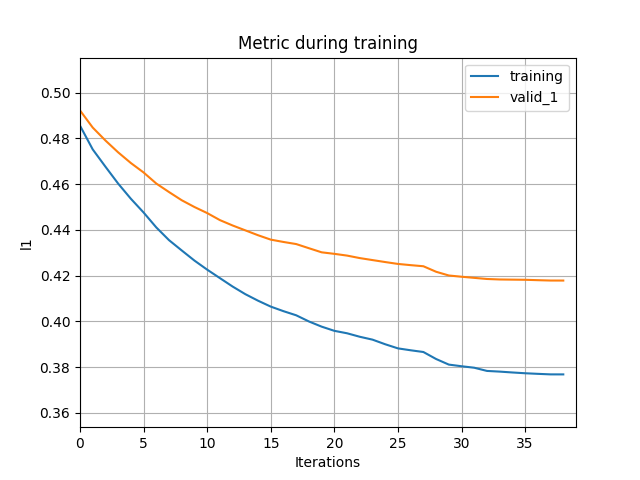 Metric during training
training
valid_1
0.50
0.48
0.46
0.44
0.42
0.40
0.38
0.36
l1
0 5 10 15 20 25 30 35
Iterations